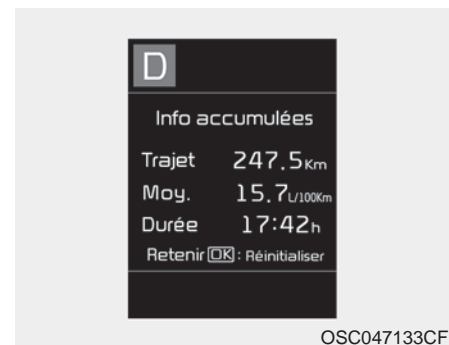 D
Info accumulées
Trajet 247.5Km
Moy. 15.7L/100Km
Durée 17:42h
Retenir OK : Réinitialiser
OSC047133CF